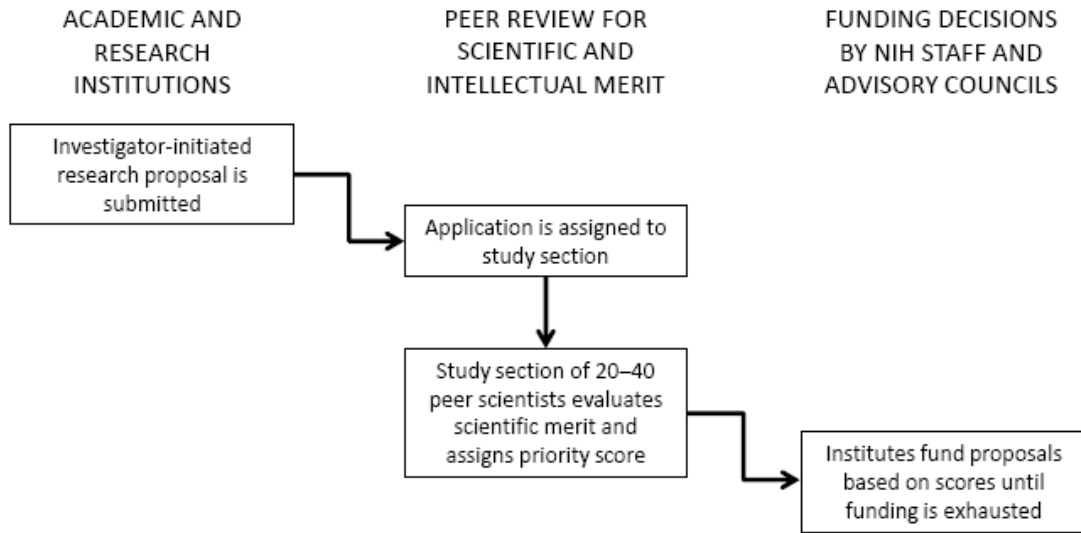 ACADEMIC AND
RESEARCH
INSTITUTIONS
PEER REVIEW FOR
SCIENTIFIC AND
INTELLECTUAL MERIT
FUNDING DECISIONS
BY NIH STAFF AND
ADVISORY COUNCILS
Investigator-initiated
research proposal is
submitted
Application is assigned to
study section
Study section of 20–40
peer scientists evaluates
scientific merit and
assigns priority score
Institutes fund proposals
based on scores until
funding is exhausted